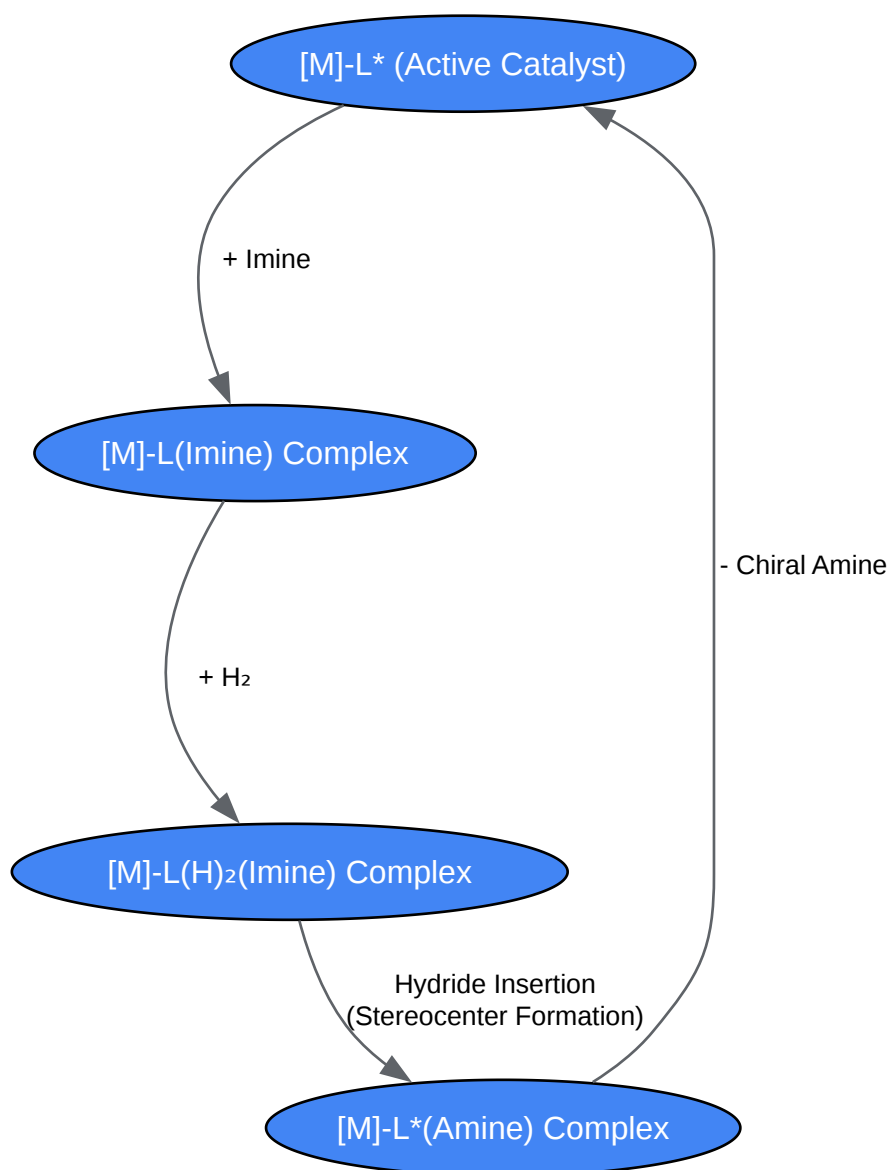 [M]-L* (Active Catalyst)
+ Imine
[M]-L(Imine) Complex
- Chiral Amine
+ H₂
[M]-L(H)₂(Imine) Complex
Hydride Insertion
(Stereocenter Formation)
[M]-L*(Amine) Complex